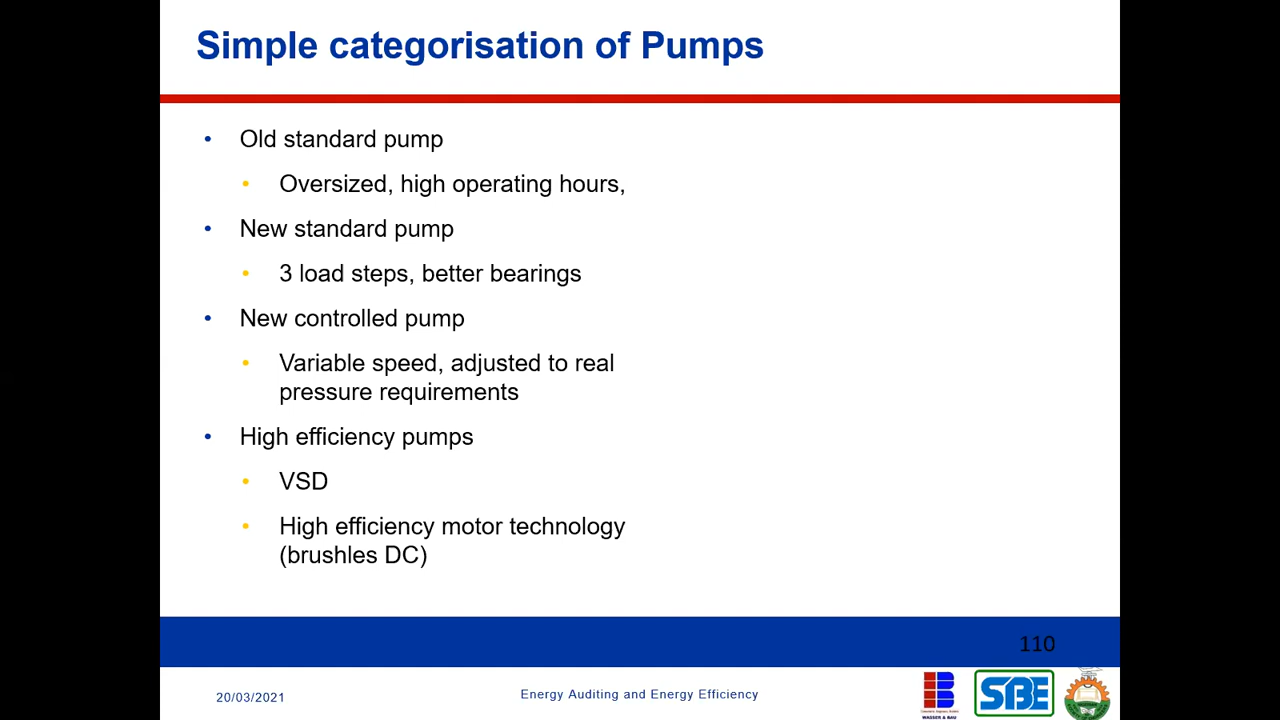 Simple categorisation of Pumps
• Old standard pump
• Oversized, high operating hours,
• New standard pump
• 3 load steps, better bearings
• New controlled pump
• Variable speed, adjusted to real
pressure requirements
• High efficiency pumps
• VSD
• High efficiency motor technology
(brushles DC)
110
20/03/2021
Energy Auditing and Energy Efficiency
WASSER & BAU
SBE